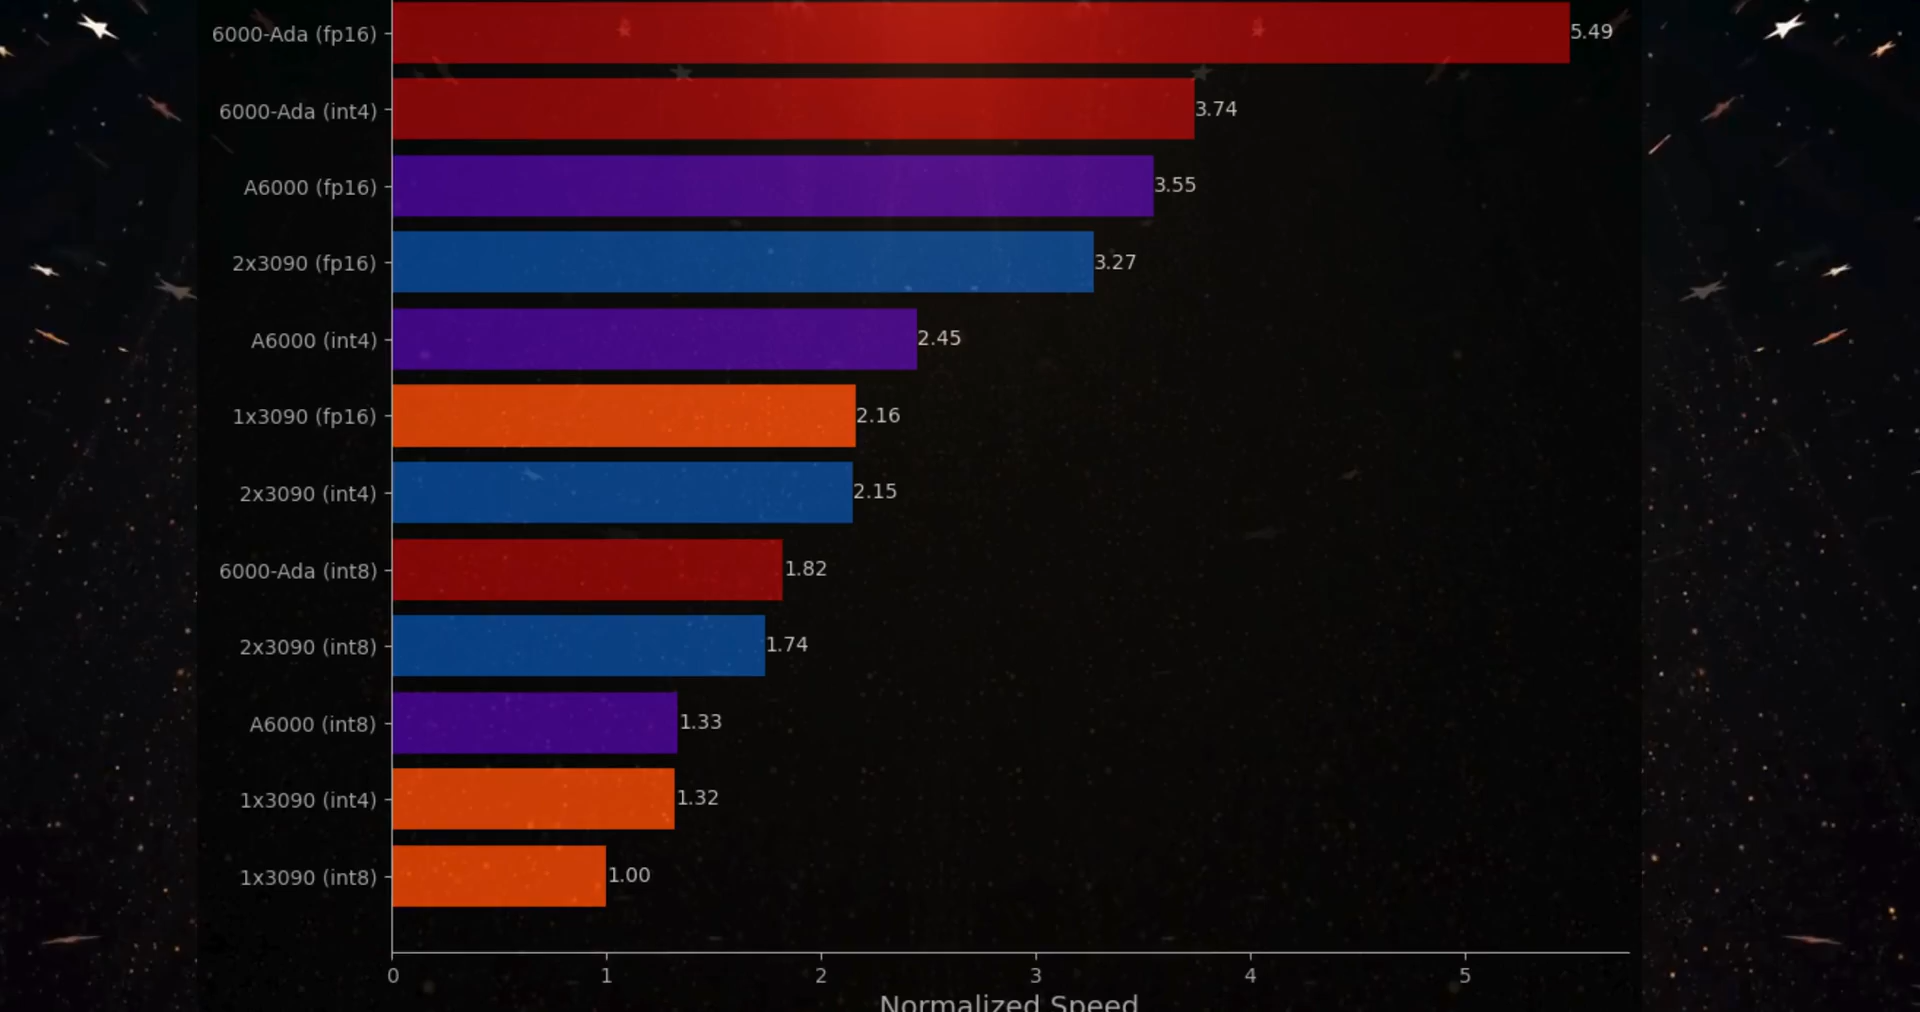 6000-Ada (fp16) 5.49
6000-Ada (int4) 3.74
A6000 (fp16) 3.55
2x3090 (fp16) 3.27
A6000 (int4) 2.45
1x3090 (fp16) 2.16
2x3090 (int4) 2.15
6000-Ada (int8) 1.82
2x3090 (int8) 1.74
A6000 (int8) 1.33
1x3090 (int4) 1.32
1x3090 (int8) 1.00
0 1 2 3 4 5
Normalized Speed